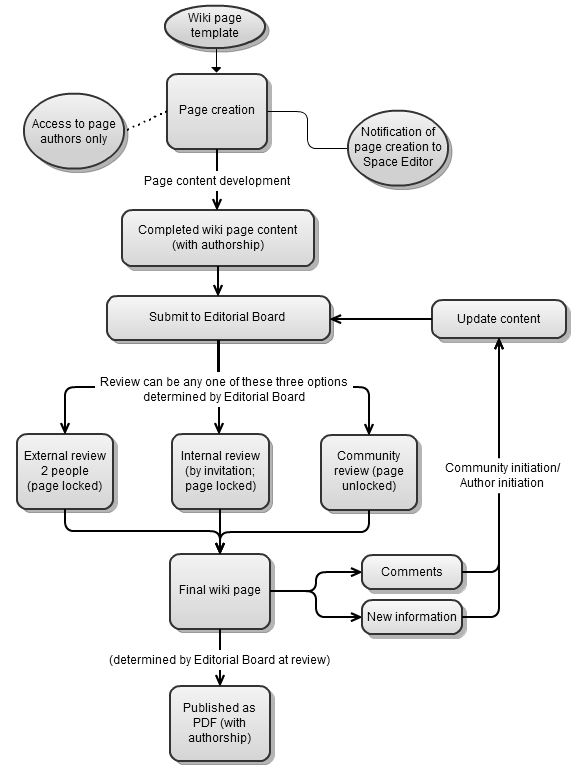 Wiki page
template
Page creation
Access to page
authors only
Notification of
page creation to
Space Editor
Page content development
Completed wiki page content
(with authorship)
Submit to Editorial Board
Update content
Review can be any one of these three options
determined by Editorial Board
External review
2 people
(page locked)
Internal review
(by invitation;
page locked)
Community
review (page
unlocked)
Community initiation/
Author initiation
Final wiki page
Comments
New information
(determined by Editorial Board at review)
Published as
PDF (with
authorship)